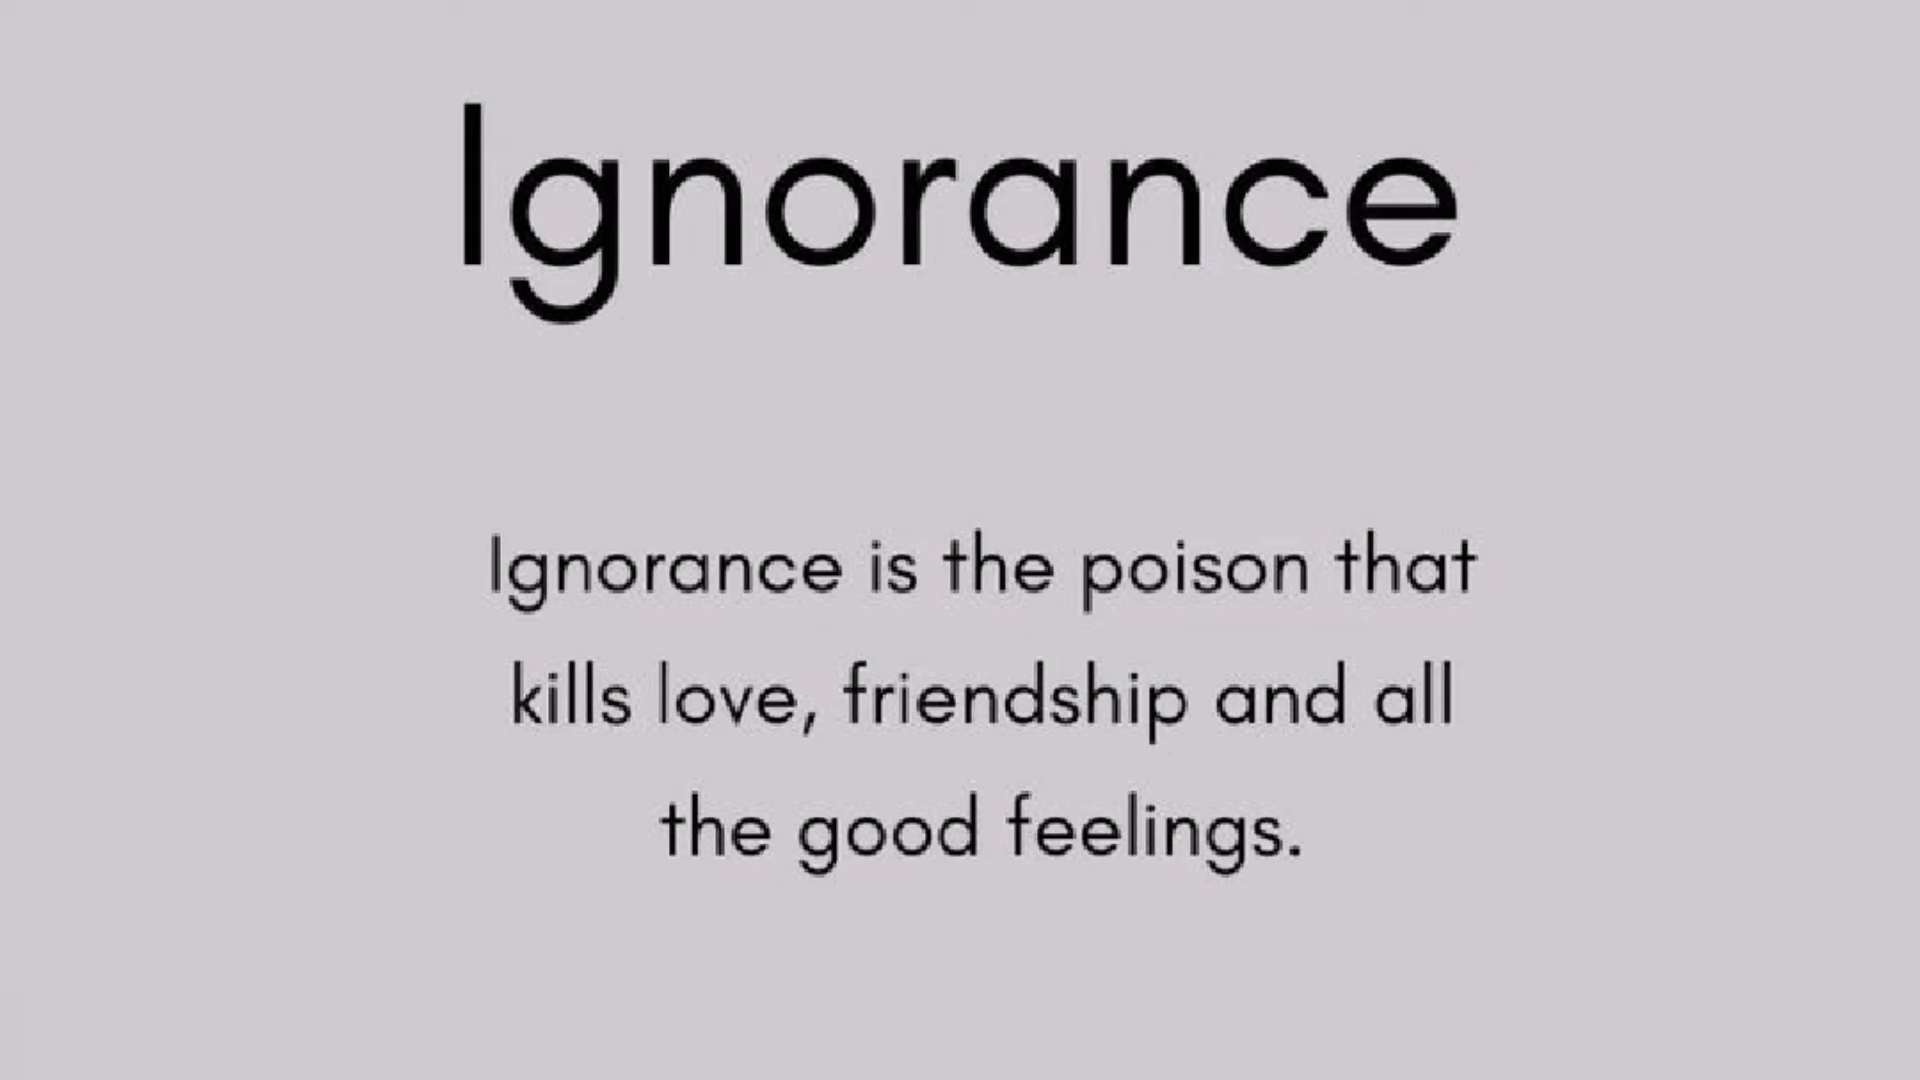 Ignorance
Ignorance is the poison that
kills love, friendship and all
the good feelings.